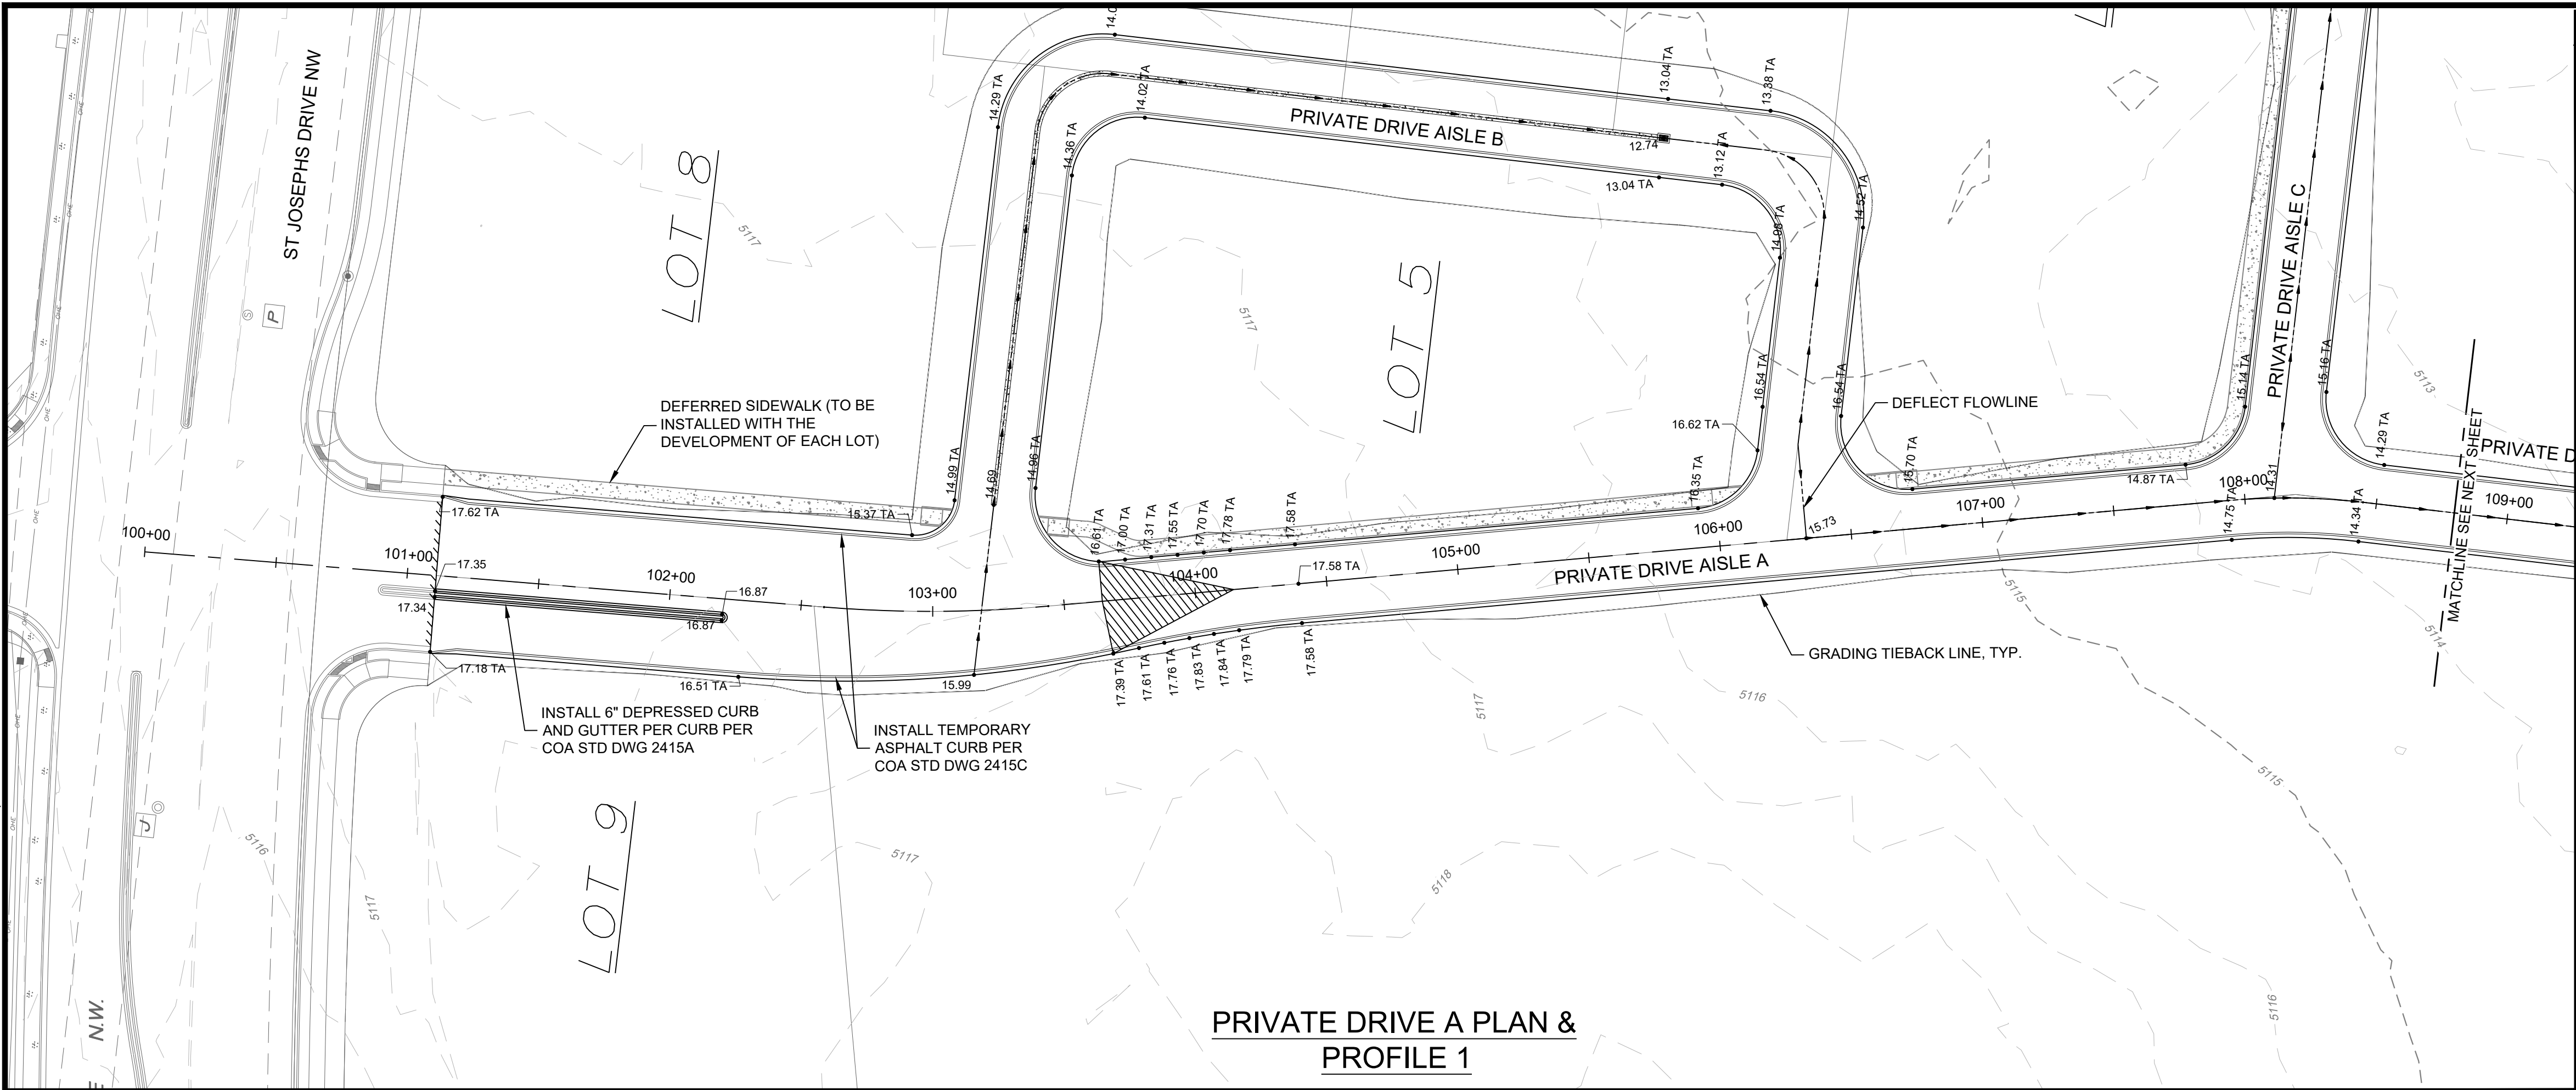 ST JOSEPHS DRIVE NW
LOT 8
LOT 5
LOT 9
PRIVATE DRIVE AISLE B
PRIVATE DRIVE AISLE C
PRIVATE DRIVE AISLE A
PRIVATE D
MATCHLINE SEE NEXT SHEET
DEFERRED SIDEWALK (TO BE
INSTALLED WITH THE
DEVELOPMENT OF EACH LOT)
DEFLECT FLOWLINE
GRADING TIEBACK LINE, TYP.
INSTALL 6" DEPRESSED CURB
AND GUTTER PER CURB PER
COA STD DWG 2415A
INSTALL TEMPORARY
ASPHALT CURB PER
COA STD DWG 2415C
14.0
14.29 TA
14.02 TA
14.36 TA
13.04 TA
13.38 TA
12.74
13.12 TA
13.04 TA
14.52 TA
14.98 TA
16.54 TA
16.54 TA
16.62 TA
16.35 TA
15.70 TA
15.14 TA
15.16 TA
14.29 TA
14.87 TA
14.31
14.75 TA
14.34 TA
15.73
14.99 TA
14.69
14.96 TA
15.37 TA
17.62 TA
17.35
17.34
17.18 TA
16.87
16.87
16.51 TA
15.99
16.61 TA
17.00 TA
17.31 TA
17.55 TA
17.70 TA
17.78 TA
17.58 TA
17.58 TA
17.39 TA
17.61 TA
17.76 TA
17.83 TA
17.84 TA
17.79 TA
17.58 TA
100+00
101+00
102+00
103+00
104+00
105+00
106+00
107+00
108+00
109+00
5117
5117
5113
5114
5115
5115
5116
5117
5117
5118
5116
5116
5117
P
S
J
N.W.
OHE
OHE
OHE
OHE
OHE
OHE
OHE
PRIVATE DRIVE A PLAN &
PROFILE 1